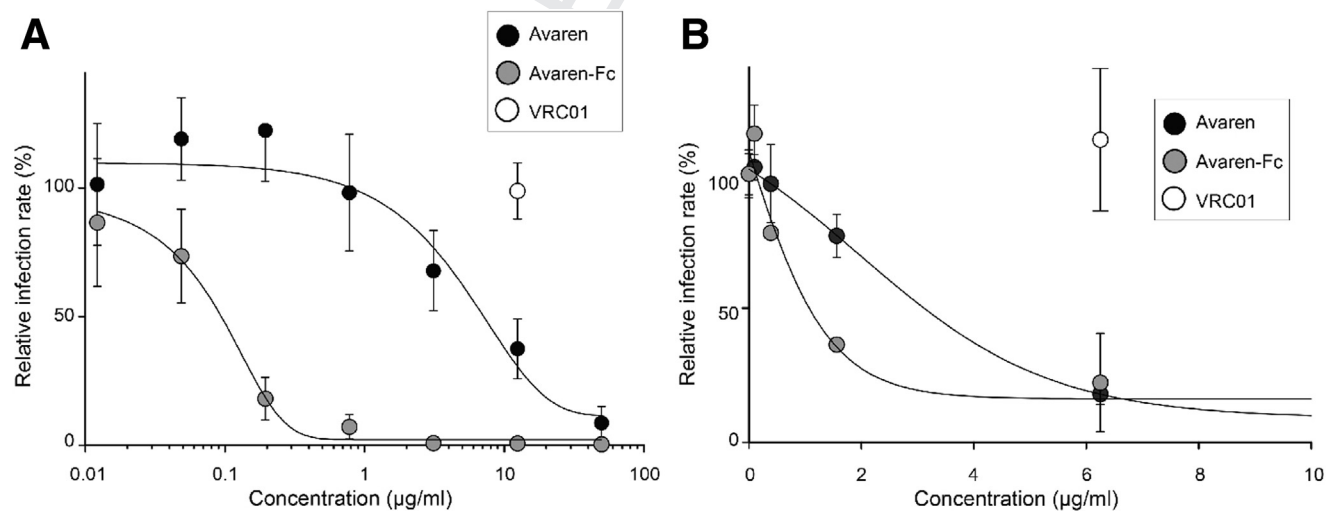 A
Avaren
Avaren-Fc
VRC01
Relative infection rate (%)
100
50
0
0.01
0.1
1
10
100
Concentration (µg/ml)
B
Avaren
Avaren-Fc
VRC01
Relative infection rate (%)
100
50
0
0
2
4
6
8
10
Concentration (µg/ml)